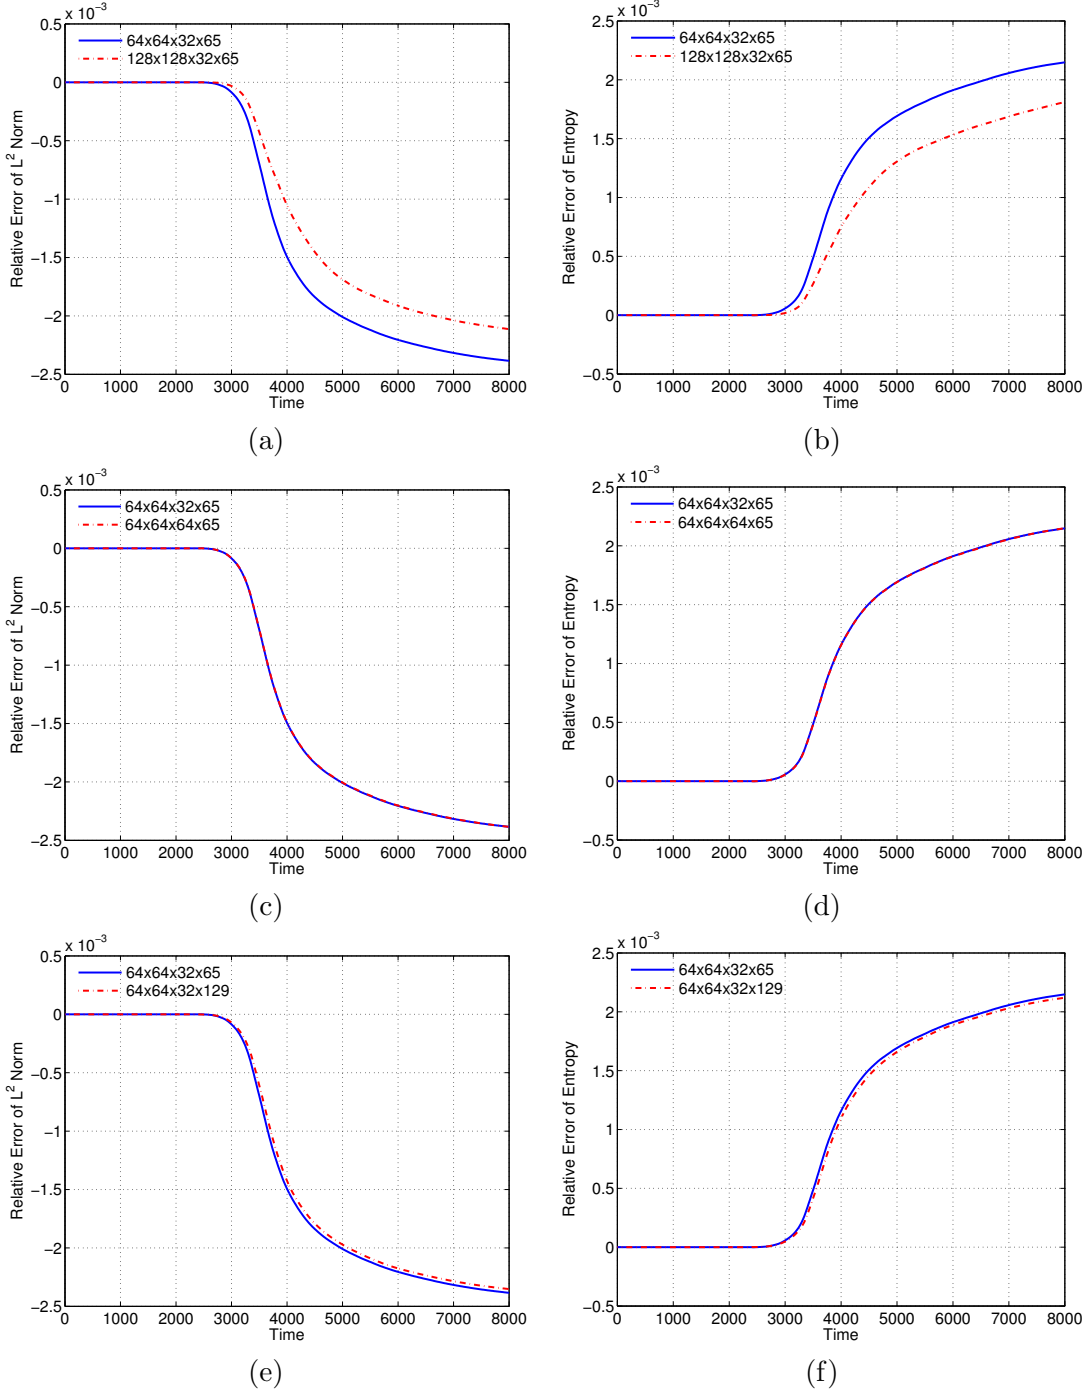 x 10⁻³
0.5
0
−0.5
−1
−1.5
−2
−2.5
Relative Error of L² Norm
64x64x32x65
128x128x32x65
0 1000 2000 3000 4000 5000 6000 7000 8000
Time
(a)
x 10⁻³
2.5
2
1.5
1
0.5
0
−0.5
Relative Error of Entropy
64x64x32x65
128x128x32x65
0 1000 2000 3000 4000 5000 6000 7000 8000
Time
(b)
x 10⁻³
0.5
0
−0.5
−1
−1.5
−2
−2.5
Relative Error of L² Norm
64x64x32x65
64x64x64x65
0 1000 2000 3000 4000 5000 6000 7000 8000
Time
(c)
x 10⁻³
2.5
2
1.5
1
0.5
0
−0.5
Relative Error of Entropy
64x64x32x65
64x64x64x65
0 1000 2000 3000 4000 5000 6000 7000 8000
Time
(d)
x 10⁻³
0.5
0
−0.5
−1
−1.5
−2
−2.5
Relative Error of L² Norm
64x64x32x65
64x64x32x129
0 1000 2000 3000 4000 5000 6000 7000 8000
Time
(e)
x 10⁻³
2.5
2
1.5
1
0.5
0
−0.5
Relative Error of Entropy
64x64x32x65
64x64x32x129
0 1000 2000 3000 4000 5000 6000 7000 8000
Time
(f)